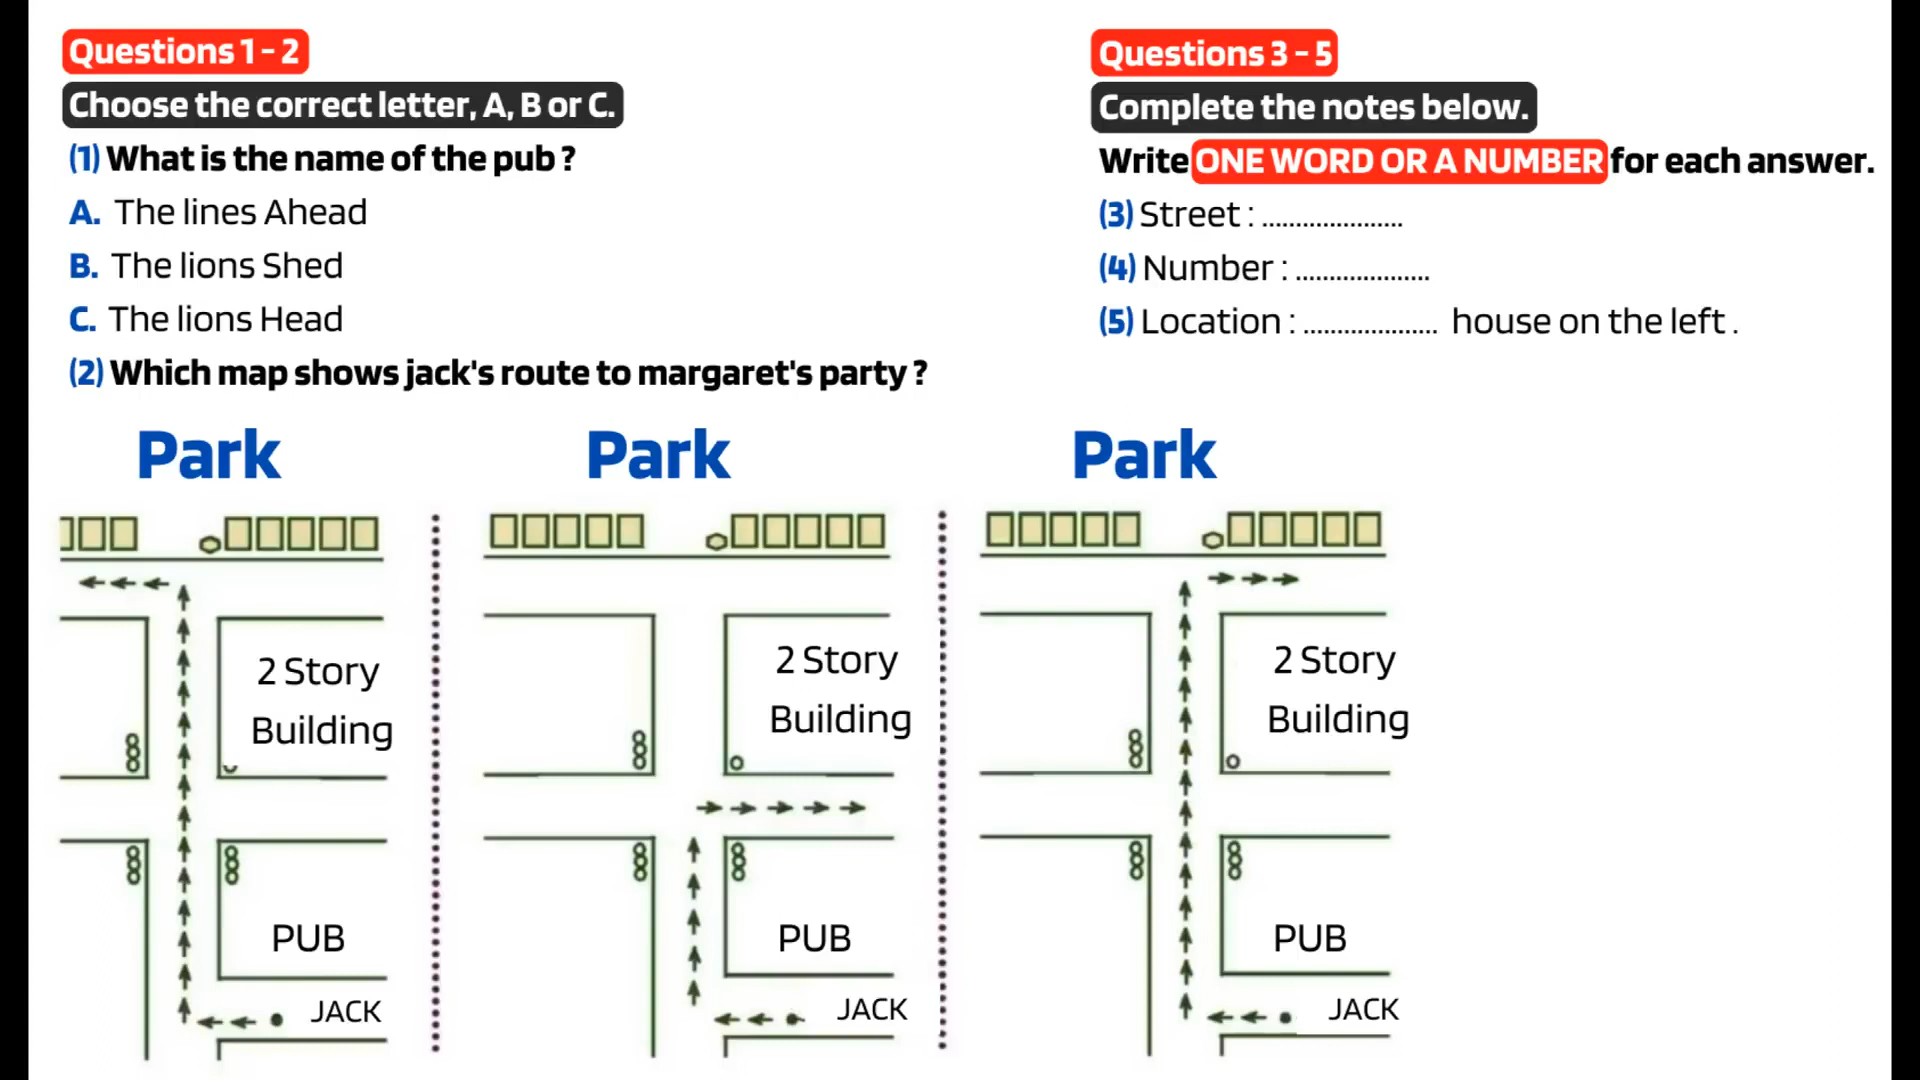 Questions 1 - 2
Choose the correct letter, A, B or C.
(1) What is the name of the pub ?
A. The lines Ahead
B. The lions Shed
C. The lions Head
(2) Which map shows jack's route to margaret's party ?
Questions 3 - 5
Complete the notes below.
Write ONE WORD OR A NUMBER for each answer.
(3) Street : .....................
(4) Number : ....................
(5) Location : .................... house on the left .
Park
2 Story
Building
PUB
JACK
Park
2 Story
Building
PUB
JACK
Park
2 Story
Building
PUB
JACK